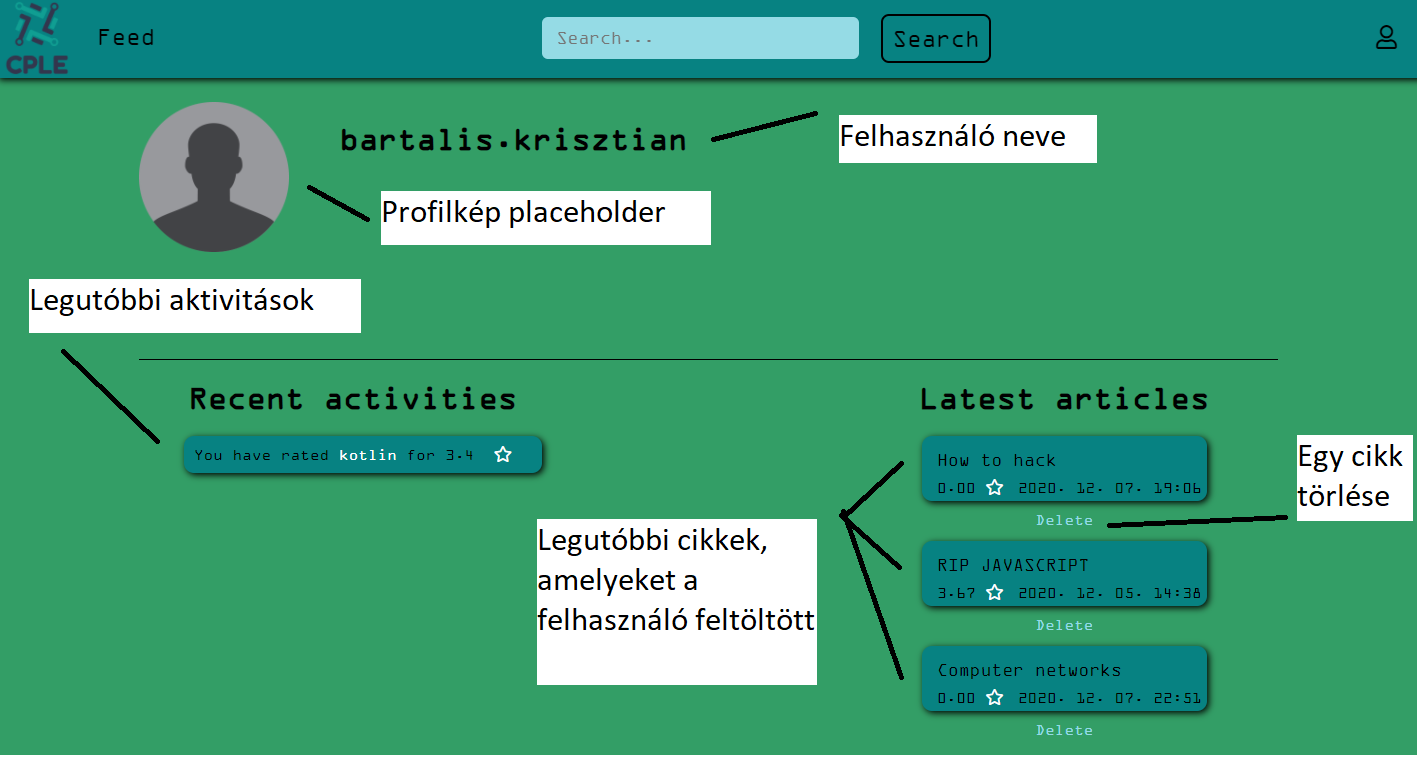 CPLE
Feed
Search...
Search
bartalis.krisztian
Felhasználó neve
Profilkép placeholder
Legutóbbi aktivitások
Recent activities
You have rated kotlin for 3.4
Legutóbbi cikkek,
amelyeket a
felhasználó feltöltött
Latest articles
How to hack
0.00 2020. 12. 07. 19:06
Delete
Egy cikk
törlése
RIP JAVASCRIPT
3.67 2020. 12. 05. 14:38
Delete
Computer networks
0.00 2020. 12. 07. 22:51
Delete